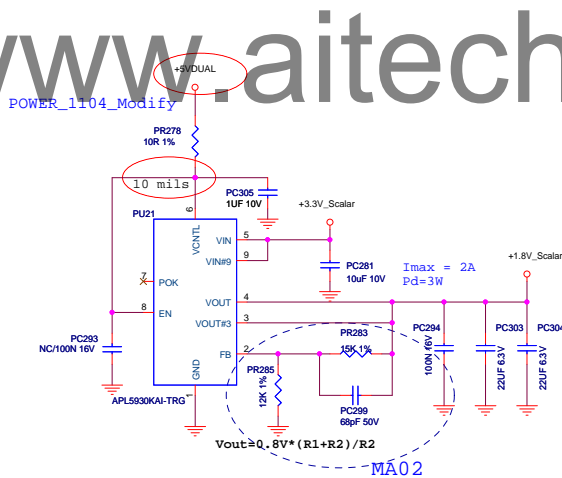 www.aitech
+5VDUAL
POWER_1104_Modify
PR278
10R 1%
10 mils
PC305
1UF 10V
+3.3V_Scalar
PU21
6
VCNTL
VIN
5
VIN#9
9
PC281
10uF 10V
Imax = 2A
Pd=3W
+1.8V_Scalar
7
POK
8
EN
VOUT
4
VOUT#3
3
FB
2
GND
1
APL5930KAI-TRG
PC293
NC/100N 16V
PR283
15K 1%
PR285
12K 1%
PC299
68pF 50V
PC294
100N 16V
PC303
22UF 6.3V
PC304
22UF 6.3V
Vout=0.8V*(R1+R2)/R2
MA02